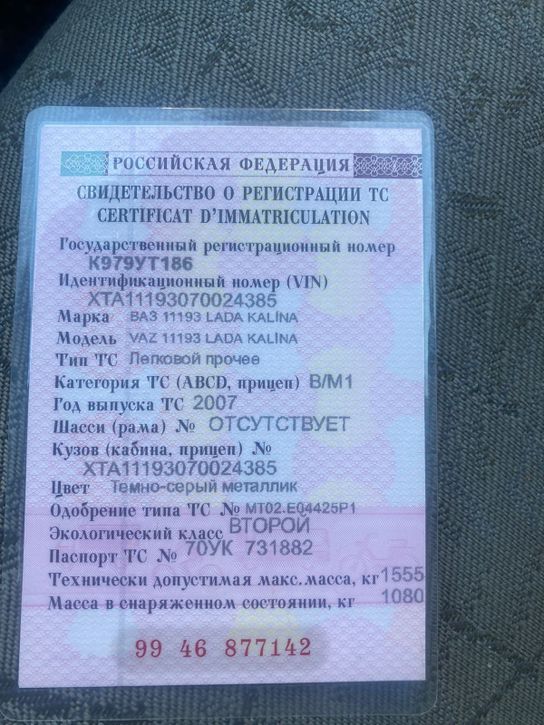 РОССИЙСКАЯ ФЕДЕРАЦИЯ
СВИДЕТЕЛЬСТВО О РЕГИСТРАЦИИ ТС
CERTIFICAT D'IMMATRICULATION
Государственный регистрационный номер
К979УТ186
Идентификационный номер (VIN)
ХТА11193070024385
Марка ВАЗ 11193 LADA KALINA
Модель VAZ 11193 LADA KALINA
Тип ТС Легковой прочее
Категория ТС (ABCD, прицеп) В/М1
Год выпуска ТС 2007
Шасси (рама) № ОТСУТСТВУЕТ
Кузов (кабина, прицеп) №
ХТА11193070024385
Цвет Темно-серый металлик
Одобрение типа ТС № МТ02.Е04425Р1
Экологический класс ВТОРОЙ
Паспорт ТС № 70УК 731882
Технически допустимая макс.масса, кг 1555
Масса в снаряженном состоянии, кг 1080
99 46 877142